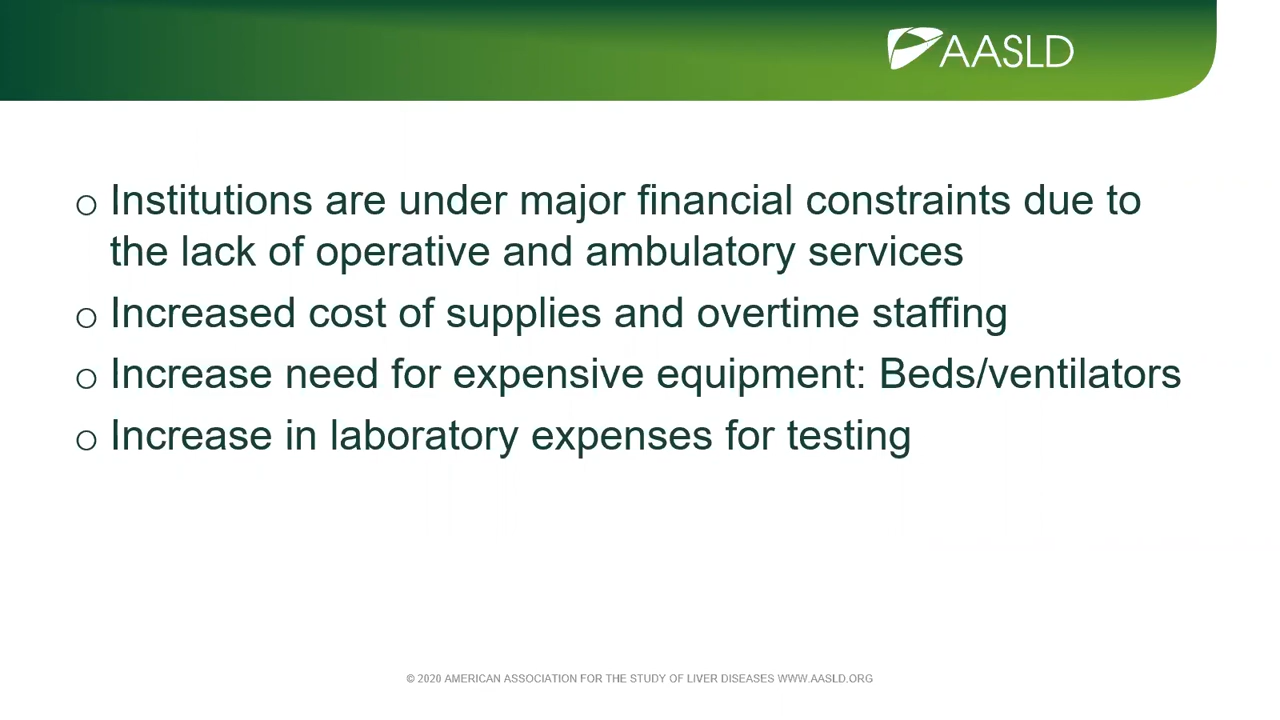 AASLD
o Institutions are under major financial constraints due to
the lack of operative and ambulatory services
o Increased cost of supplies and overtime staffing
o Increase need for expensive equipment: Beds/ventilators
o Increase in laboratory expenses for testing
© 2020 AMERICAN ASSOCIATION FOR THE STUDY OF LIVER DISEASES WWW.AASLD.ORG